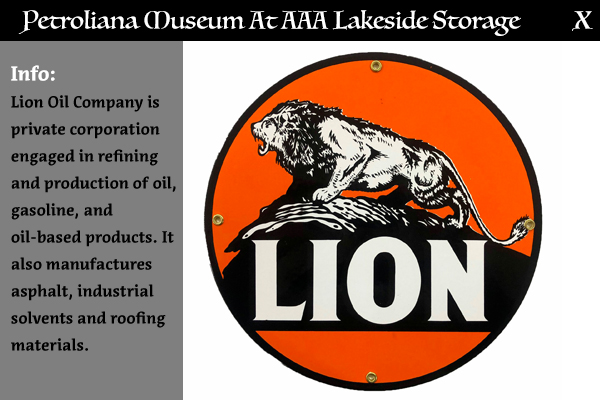 Petroliana Museum At AAA Lakeside Storage X
Info:
Lion Oil Company is
private corporation
engaged in refining
and production of oil,
gasoline, and
oil-based products. It
also manufactures
asphalt, industrial
solvents and roofing
materials.
LION